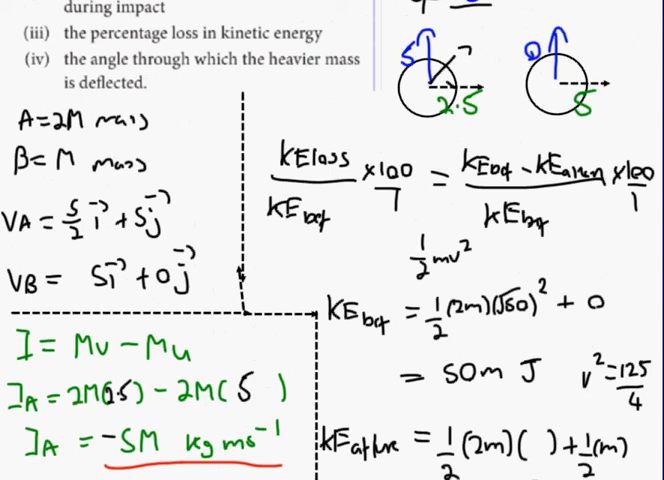 during impact
(iii) the percentage loss in kinetic energy
(iv) the angle through which the heavier mass
is deflected.
5
?
2.5
0
5
A=2M mass
B=M mass
VA = 5/2 i + 5j
VB = 5i + 0j
KEloss/KEbef ×100/1 = KEbef - KEafter/KEbef ×100/1
1/2 mv²
KEbef = 1/2 (2m)(√50)² + 0
= 50m J v² = 125/4
KEafter = 1/2 (2m)( ) + 1/2 (m)
I = Mv - Mu
IA = 2M(2.5) - 2M(5)
IA = -5M kg ms⁻¹